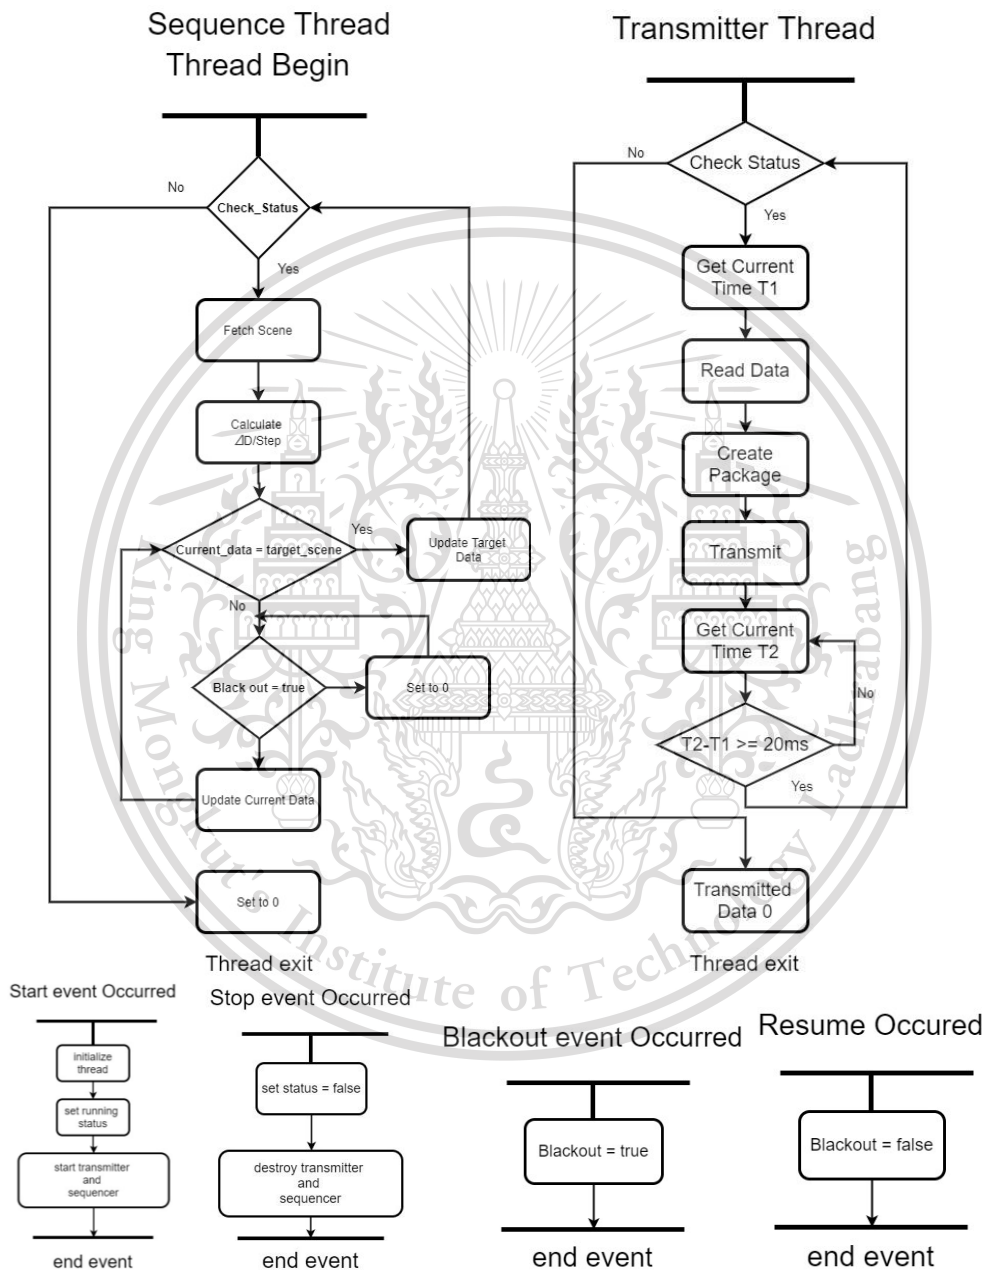 Sequence Thread
Thread Begin
Check_Status
No
Yes
Fetch Scene
Calculate
⊿D/Step
Current_data = target_scene
Yes
Update Target
Data
No
Black out = true
Set to 0
Update Current Data
Set to 0
Thread exit
Transmitter Thread
Check Status
No
Yes
Get Current
Time T1
Read Data
Create
Package
Transmit
Get Current
Time T2
No
T2-T1 >= 20ms
Yes
Transmitted
Data 0
Thread exit
Start event Occurred
initialize
thread
set running
status
start transmitter
and
sequencer
end event
Stop event Occurred
set status = false
destroy transmitter
and
sequencer
end event
Blackout event Occurred
Blackout = true
end event
Resume Occured
Blackout = false
end event
King Mongkut's Institute of Technology Ladkrabang